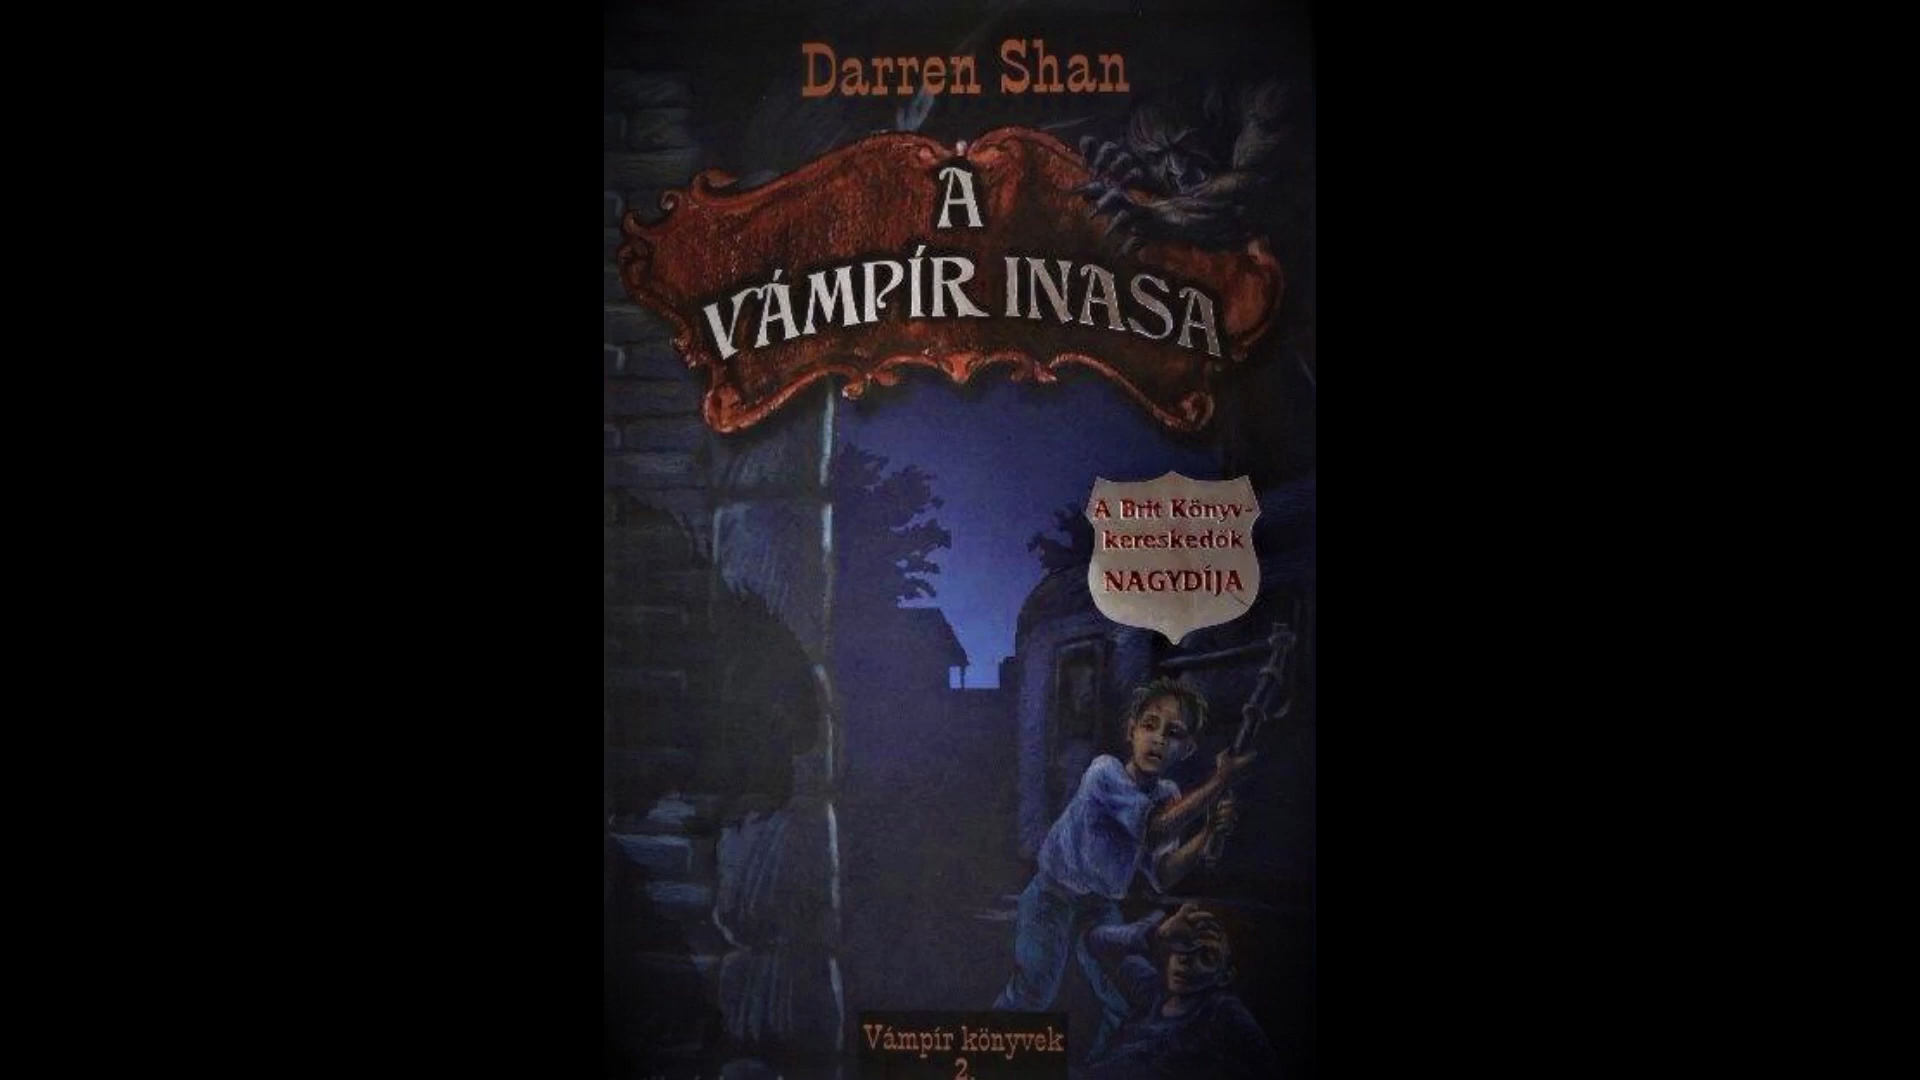 Darren Shan
A
VÁMPÍR INASA
A Brit Könyv-
kereskedők
NAGYDÍJA
Vámpír könyvek
2.